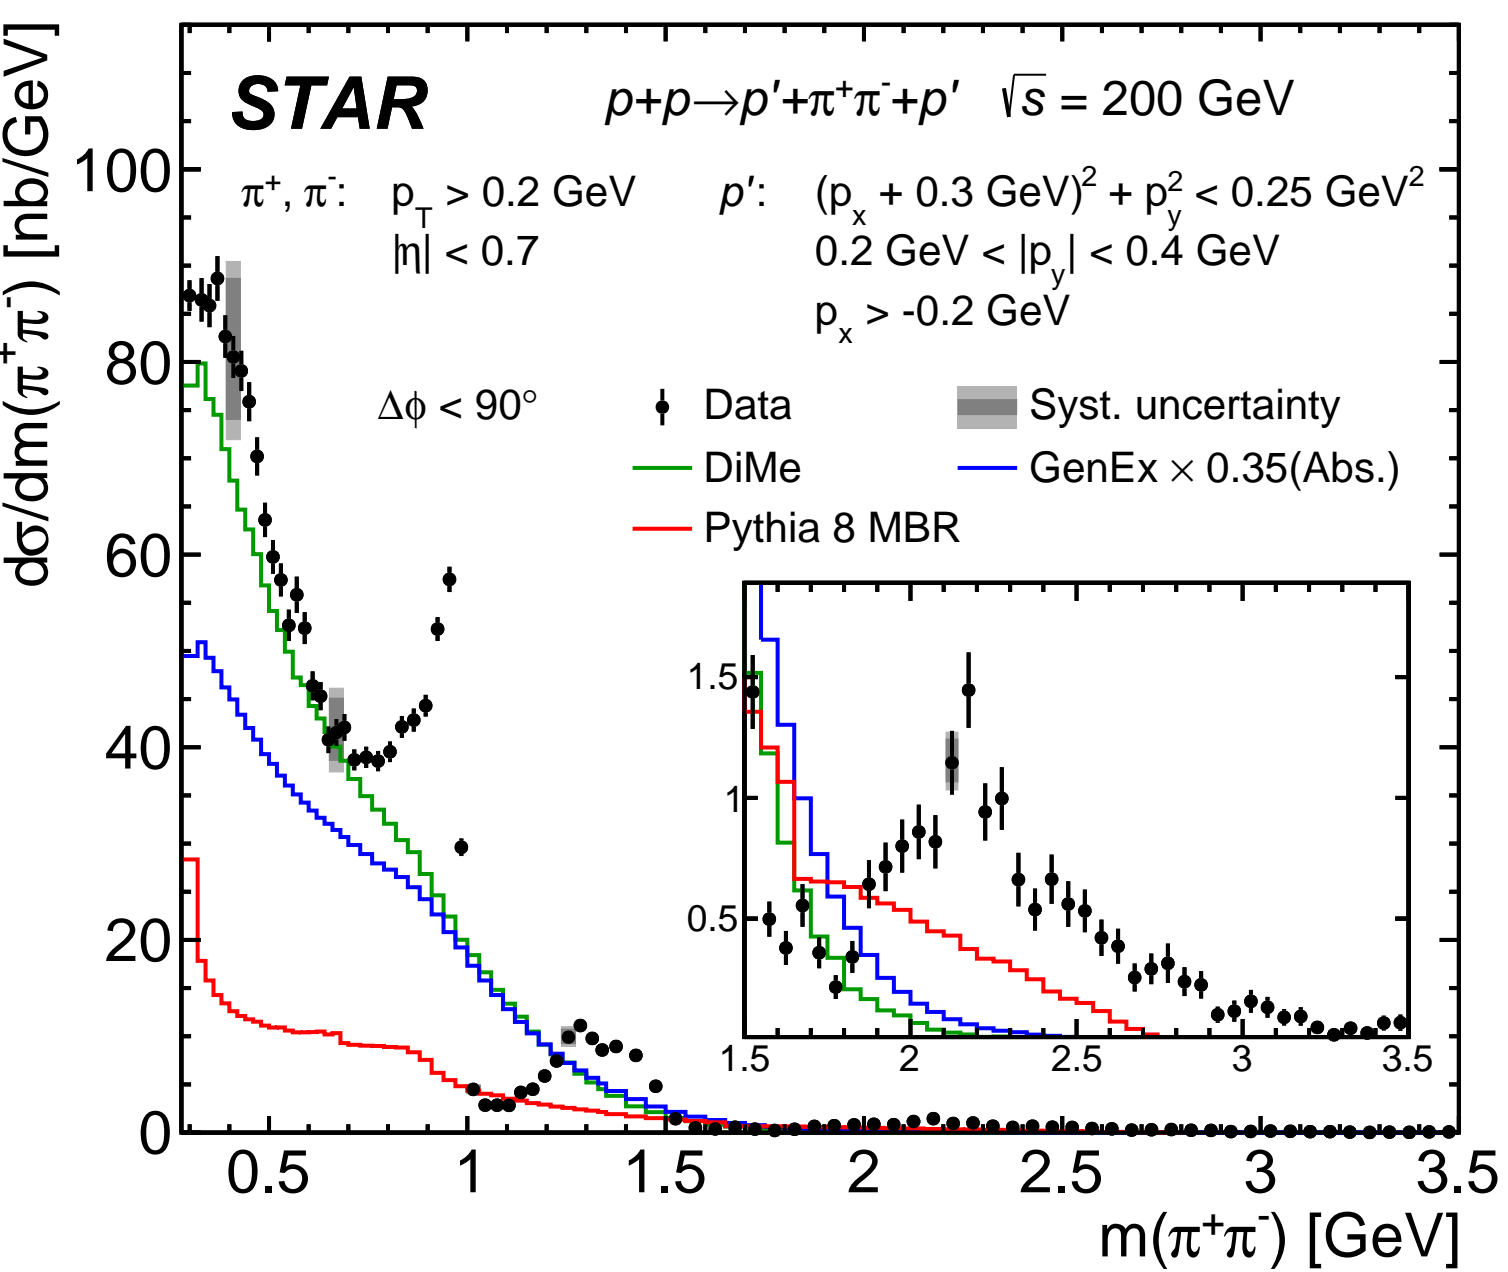 STAR p+p→p′+π⁺π⁻+p′ √s = 200 GeV
π⁺, π⁻: p_T > 0.2 GeV p′: (p_x + 0.3 GeV)² + p_y² < 0.25 GeV²
|η| < 0.7 0.2 GeV < |p_y| < 0.4 GeV
p_x > -0.2 GeV
Δϕ < 90° Data Syst. uncertainty
DiMe GenEx × 0.35(Abs.)
Pythia 8 MBR
dσ/dm(π⁺π⁻) [nb/GeV]
100
80
60
40
20
0
1.5
1
0.5
1.5 2 2.5 3 3.5
0.5 1 1.5 2 2.5 3 3.5
m(π⁺π⁻) [GeV]